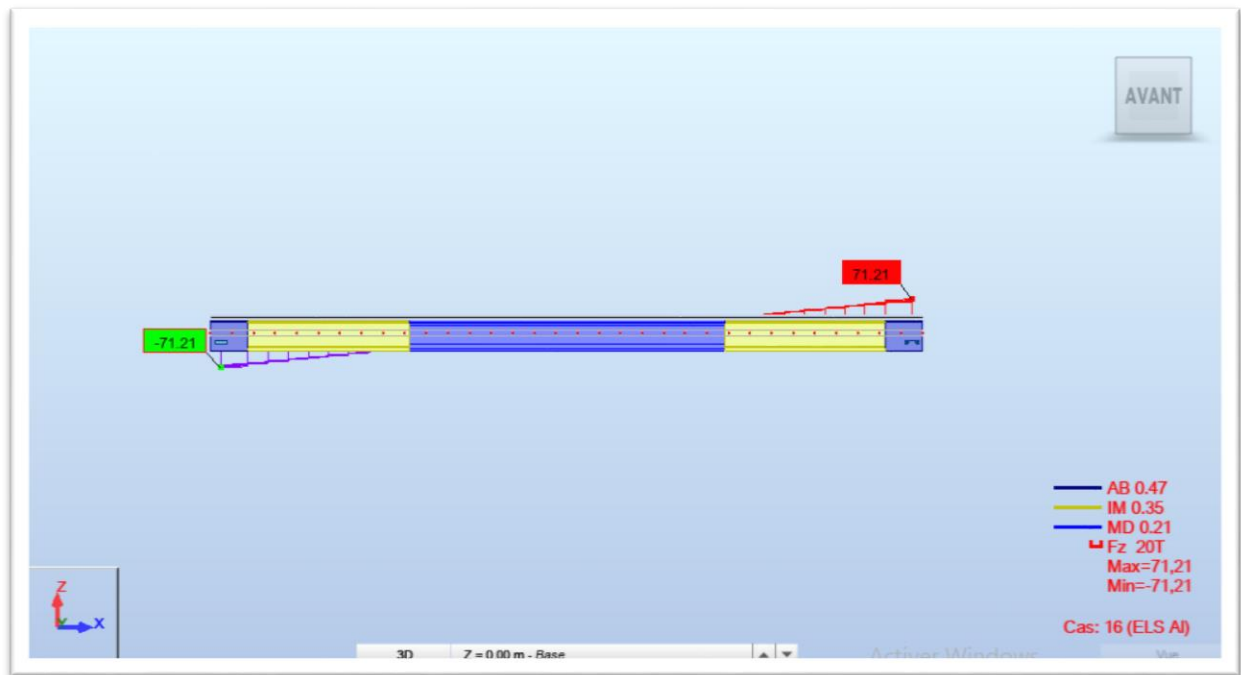 AVANT
71.21
-71.21
AB 0.47
IM 0.35
MD 0.21
Fz 20T
Max=71,21
Min=-71,21
Cas: 16 (ELS Al)
Z
X
3D
Z = 0.00 m - Base
Activer Windows
Vue